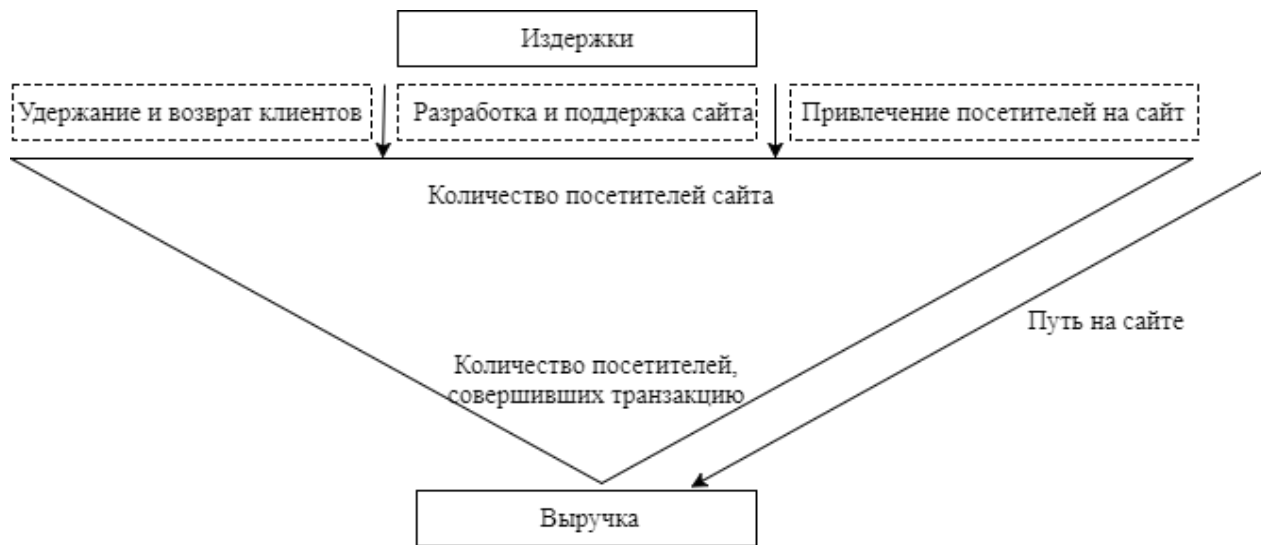 Издержки
Удержание и возврат клиентов
Разработка и поддержка сайта
Привлечение посетителей на сайт
Количество посетителей сайта
Путь на сайте
Количество посетителей,
совершивших транзакцию
Выручка